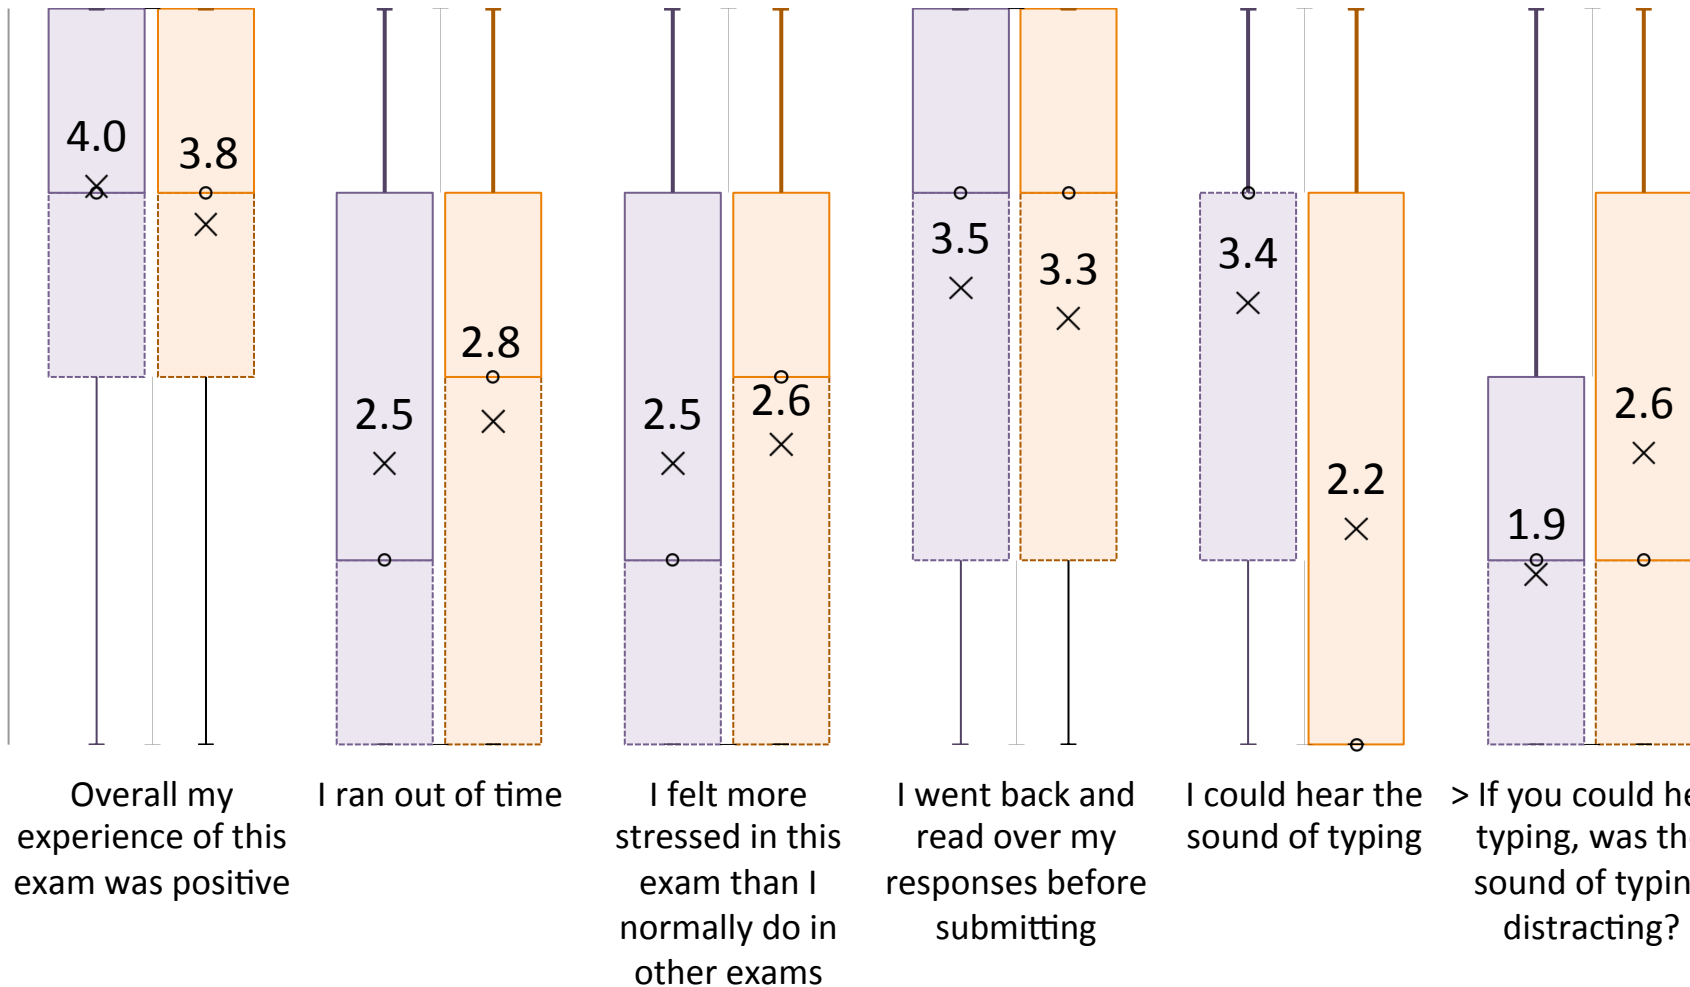 4.0
3.8
2.5
2.8
2.5
2.6
3.5
3.3
3.4
2.2
1.9
2.6
Overall my
experience of this
exam was positive
I ran out of time
I felt more
stressed in this
exam than I
normally do in
other exams
I went back and
read over my
responses before
submitting
I could hear the
sound of typing
> If you could
typing, was
sound of
distracting?